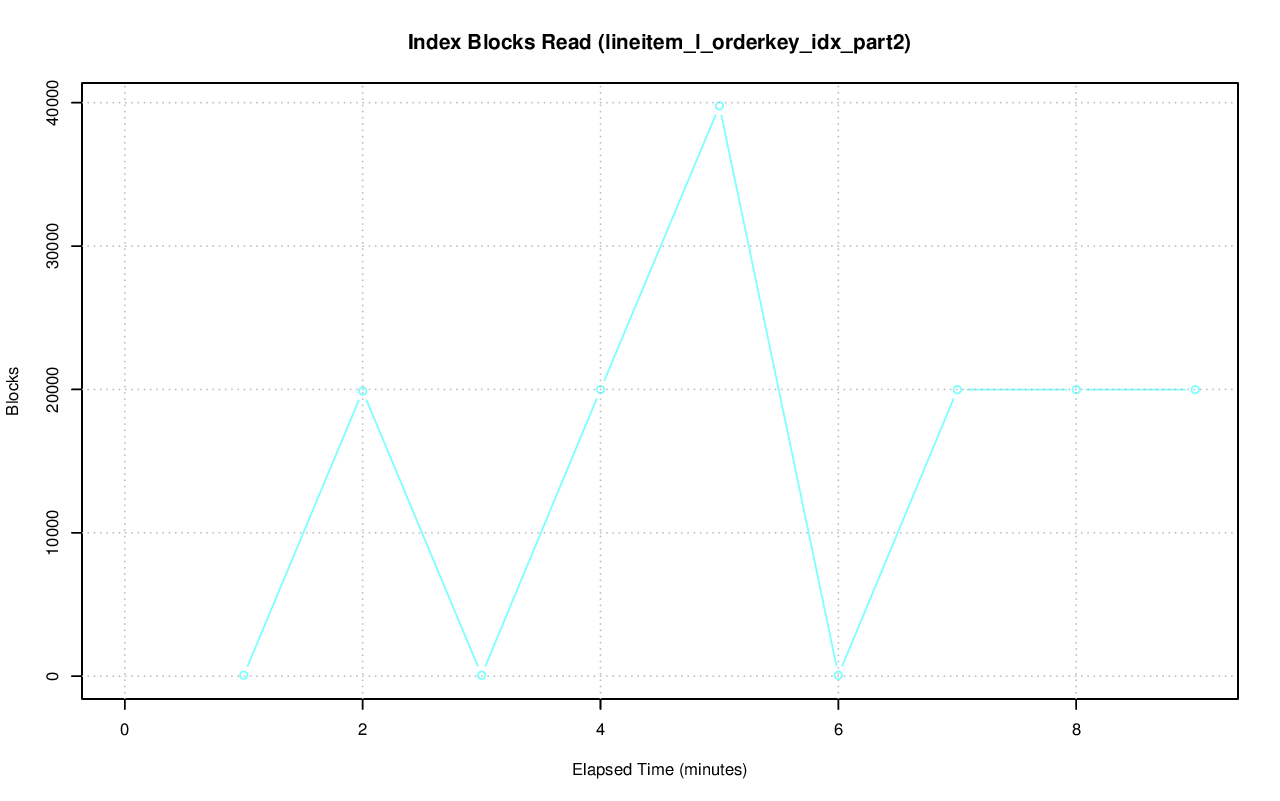 Index Blocks Read (lineitem_l_orderkey_idx_part2)
40000
30000
20000
10000
0
Blocks
0 2 4 6 8
Elapsed Time (minutes)